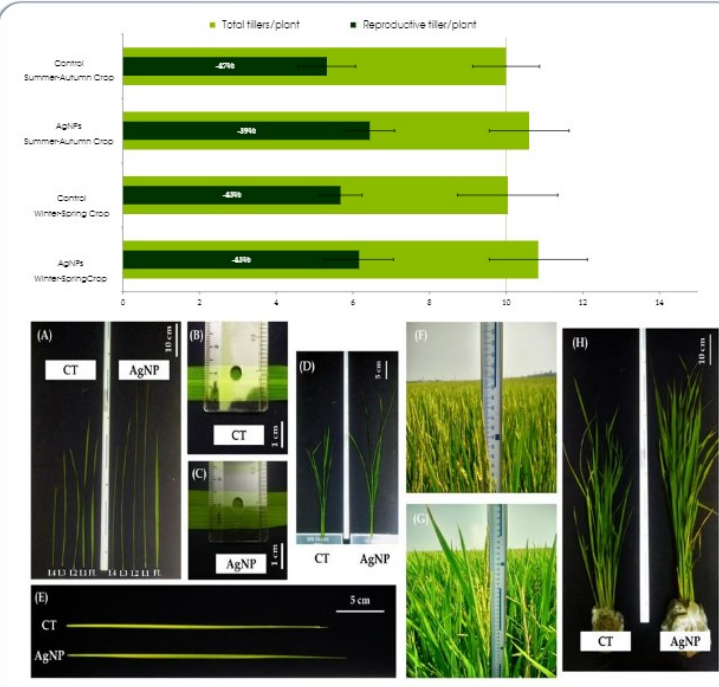 Total tillers/plant
Reproductive tiller/plant
Control
Summer-Autumn Crop
-47%
AgNPs
Summer-Autumn Crop
-39%
Control
Winter-Spring Crop
-43%
AgNPs
Winter-SpringCrop
-43%
0 2 4 6 8 10 12 14
(A)
10 cm
CT
AgNP
L4 L3 L2 L1 FL
L4 L3 L2 L1 FL
(B)
CT
1 cm
(C)
AgNP
1 cm
(D)
5 cm
CT
AgNP
(E)
5 cm
CT
AgNP
(F)
(G)
(H)
10 cm
CT
AgNP